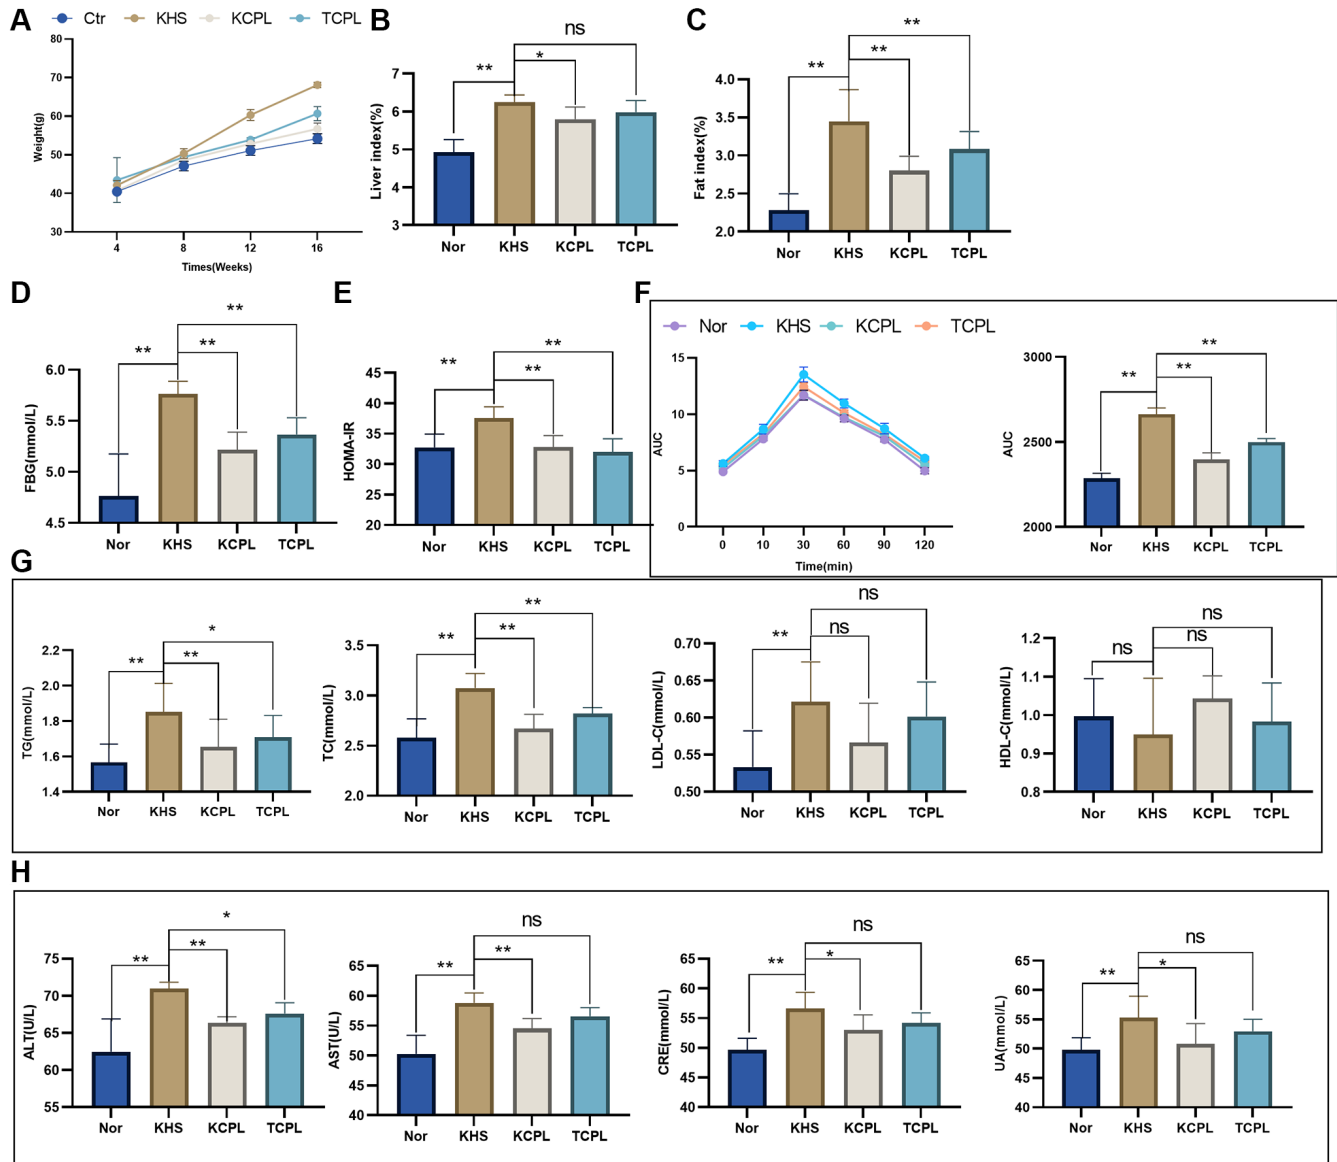 A
Ctr KHS KCPL TCPL
80
70
60
50
40
30
Weight(g)
4 8 12 16
Times(Weeks)
B
ns
** *
7
6
5
4
3
Liver index(%)
Nor KHS KCPL TCPL
C
**
**
**
4.0
3.5
3.0
2.5
2.0
Fat index(%)
Nor KHS KCPL TCPL
D
**
** **
6.0
5.5
5.0
4.5
FBG(mmol/L)
Nor KHS KCPL TCPL
E
**
** **
45
40
35
30
25
20
HOMA-IR
Nor KHS KCPL TCPL
F
Nor KHS KCPL TCPL
15
10
5
0
AUC
0 10 30 60 90 120
Time(min)
**
** **
3000
2500
2000
AUC
Nor KHS KCPL TCPL
G
*
** **
2.2
2.0
1.8
1.6
1.4
TG(mmol/L)
Nor KHS KCPL TCPL
**
** **
3.5
3.0
2.5
2.0
TC(mmol/L)
Nor KHS KCPL TCPL
ns
** ns
0.70
0.65
0.60
0.55
0.50
LDL-C(mmol/L)
Nor KHS KCPL TCPL
ns
ns ns
1.2
1.1
1.0
0.9
0.8
HDL-C(mmol/L)
Nor KHS KCPL TCPL
H
*
** **
75
70
65
60
55
ALT(U/L)
Nor KHS KCPL TCPL
ns
** **
65
60
55
50
45
40
AST(U/L)
Nor KHS KCPL TCPL
ns
** *
65
60
55
50
45
40
CRE(mmol/L)
Nor KHS KCPL TCPL
ns
** *
65
60
55
50
45
40
UA(mmol/L)
Nor KHS KCPL TCPL